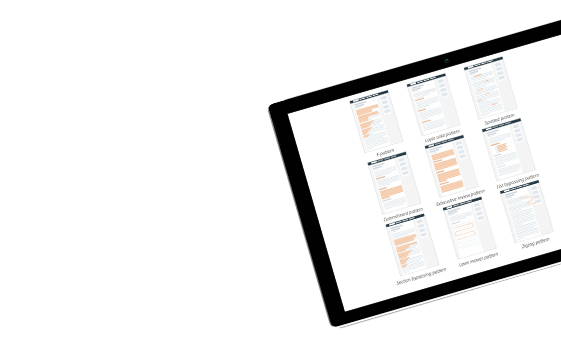 F-pattern
Layer cake pattern
Spotted pattern
Commitment pattern
Exhaustive review pattern
List bypassing pattern
Section bypassing pattern
Lawn mower pattern
Zigzag pattern